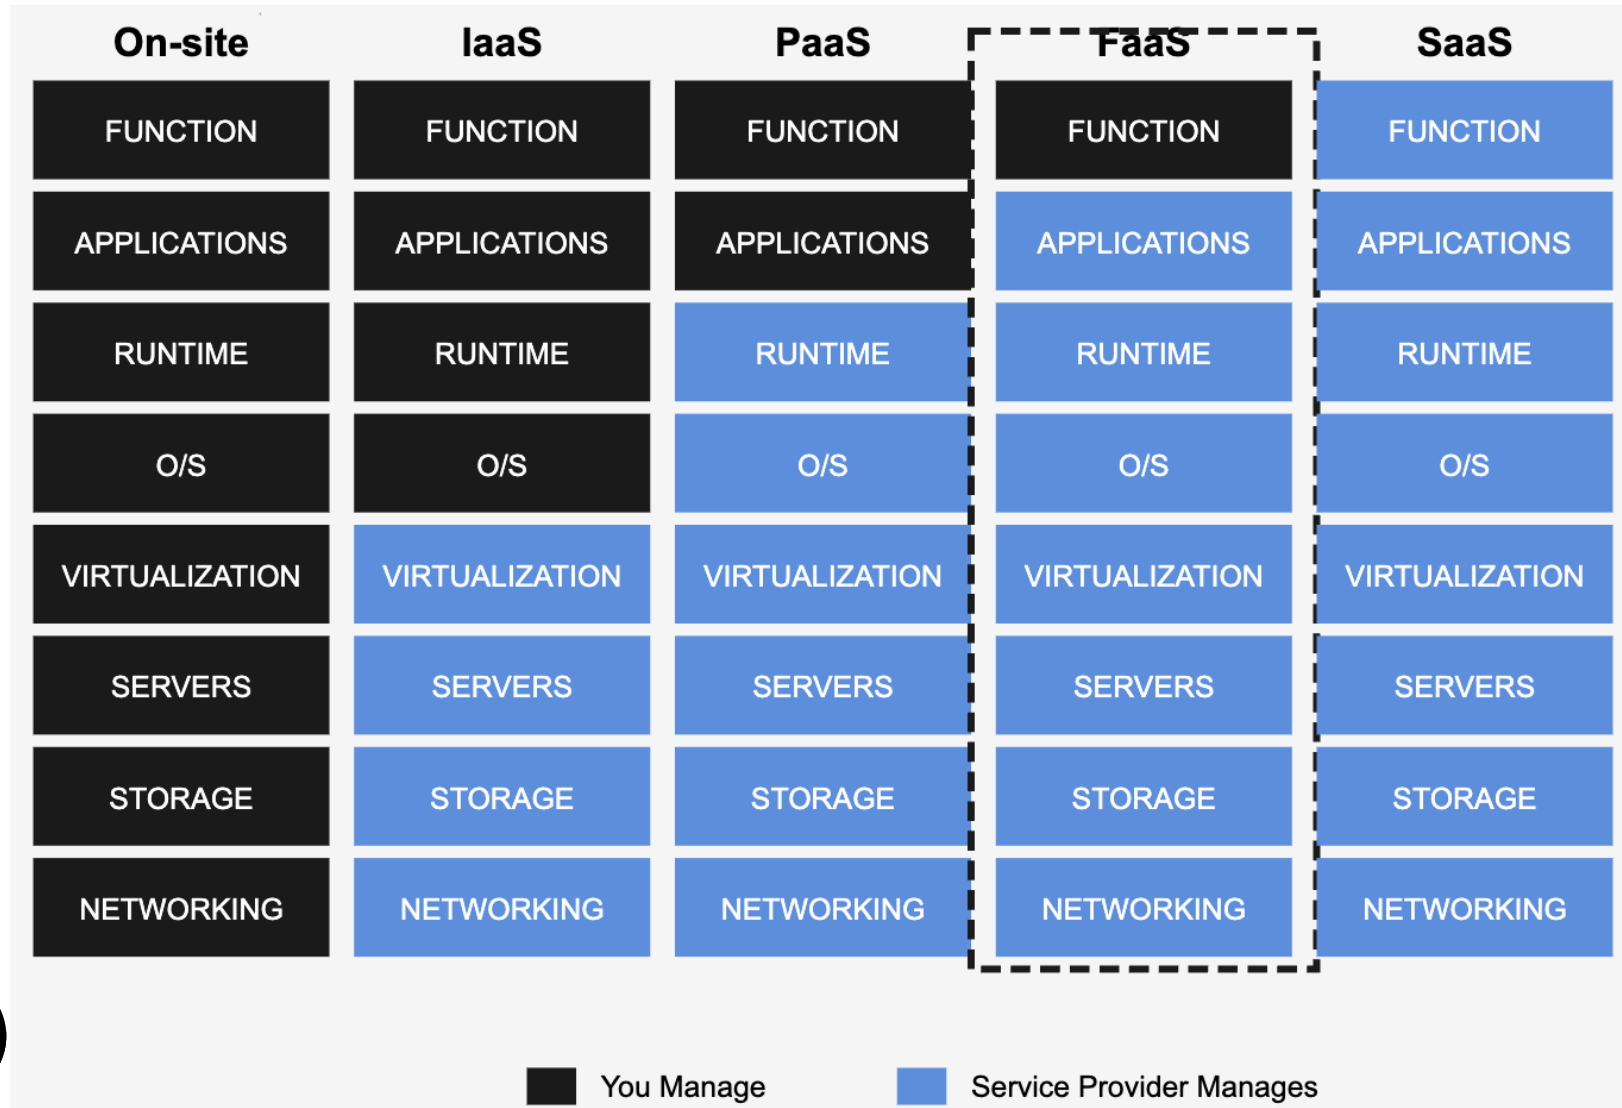 On-site IaaS PaaS FaaS SaaS
FUNCTION FUNCTION FUNCTION FUNCTION FUNCTION
APPLICATIONS APPLICATIONS APPLICATIONS APPLICATIONS APPLICATIONS
RUNTIME RUNTIME RUNTIME RUNTIME RUNTIME
O/S O/S O/S O/S O/S
VIRTUALIZATION VIRTUALIZATION VIRTUALIZATION VIRTUALIZATION VIRTUALIZATION
SERVERS SERVERS SERVERS SERVERS SERVERS
STORAGE STORAGE STORAGE STORAGE STORAGE
NETWORKING NETWORKING NETWORKING NETWORKING NETWORKING
You Manage Service Provider Manages